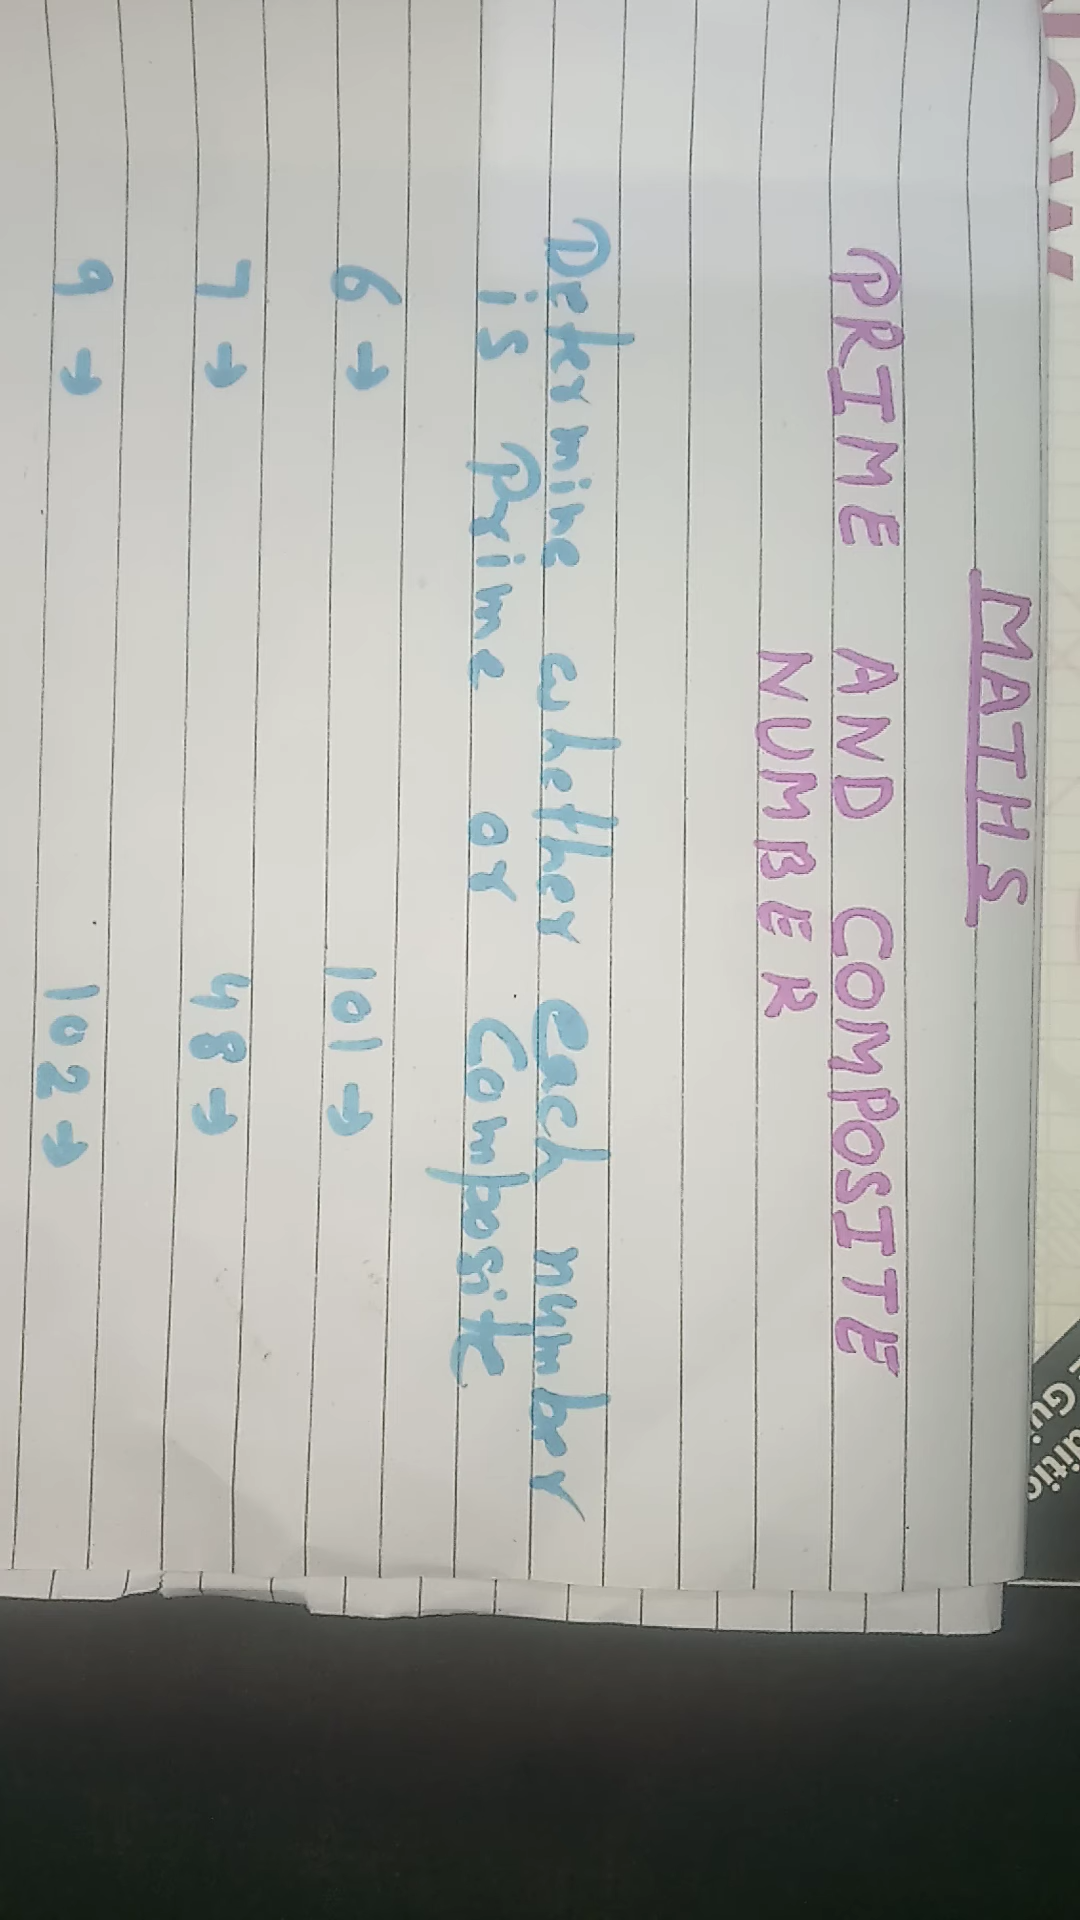 MATHS
PRIME AND COMPOSITE
NUMBER
Determine whether each number
is Prime or Composite
6 → 101 →
7 → 48 →
9 → 102 →